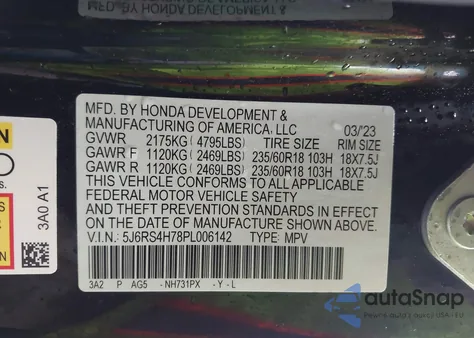 MFD. BY HONDA DEVELOPMENT &
MANUFACTURING OF AMERICA, LLC 03/'23
GVWR 2175KG (4795LBS) TIRE SIZE RIM SIZE
GAWR F 1120KG (2469LBS) 235/60R18 103H 18X7.5J
GAWR R 1120KG (2469LBS) 235/60R18 103H 18X7.5J
THIS VEHICLE CONFORMS TO ALL APPLICABLE
FEDERAL MOTOR VEHICLE SAFETY
AND THEFT PREVENTION STANDARDS IN EFFECT
ON THE DATE OF MANUFACTURE SHOWN ABOVE.
V.I.N.: 5J6RS4H78PL006142 TYPE: MPV
3A2 P AG5 -NH731PX -Y-L
3A0 A1
autoSnap